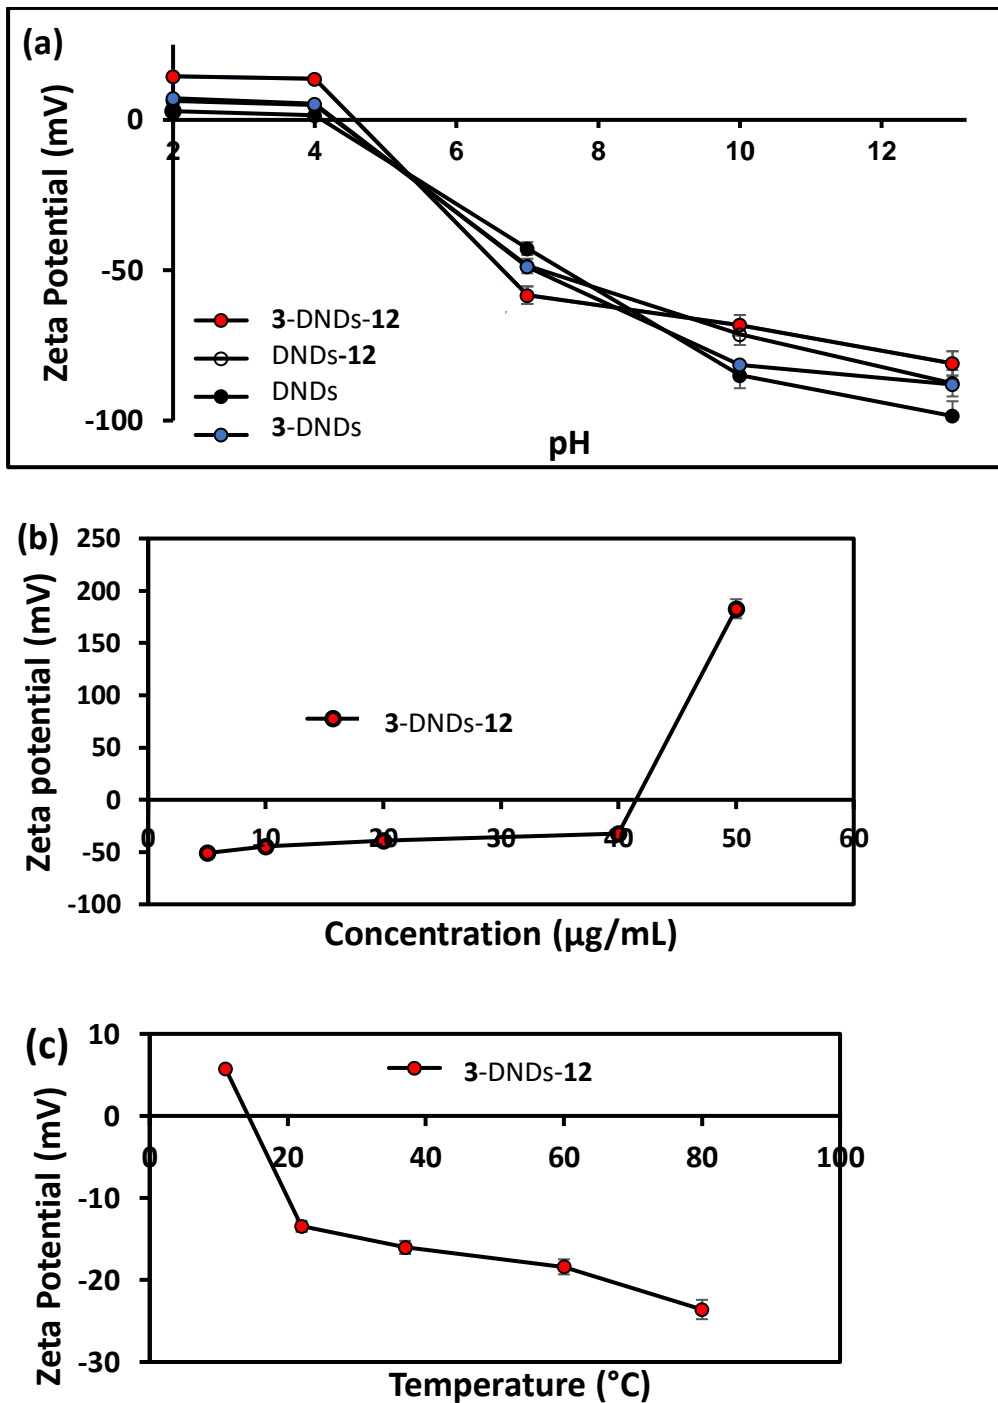 (a)
Zeta Potential (mV)
0
-50
-100
2 4 6 8 10 12
3-DNDs-12
DNDs-12
DNDs
3-DNDs
pH
(b)
Zeta potential (mV)
250
200
150
100
50
0
-50
-100
0 10 20 30 40 50 60
3-DNDs-12
Concentration (µg/mL)
(c)
Zeta Potential (mV)
10
0
-10
-20
-30
0 20 40 60 80 100
3-DNDs-12
Temperature (°C)